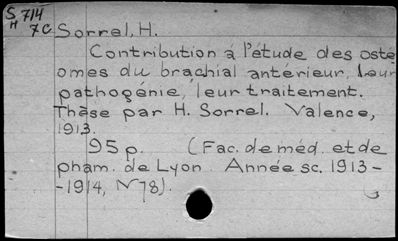 S 714
H 7c Sorrel, H.
Contribution à l'étude des oste
omes du brachial antérieur, leur
pathogénie, leur traitement.
Thèse par H. Sorrel. Valence,
1913.
95 p. (Fac. de méd. et de
pham. de Lyon. Année sc. 1913-
-1914, N 78).